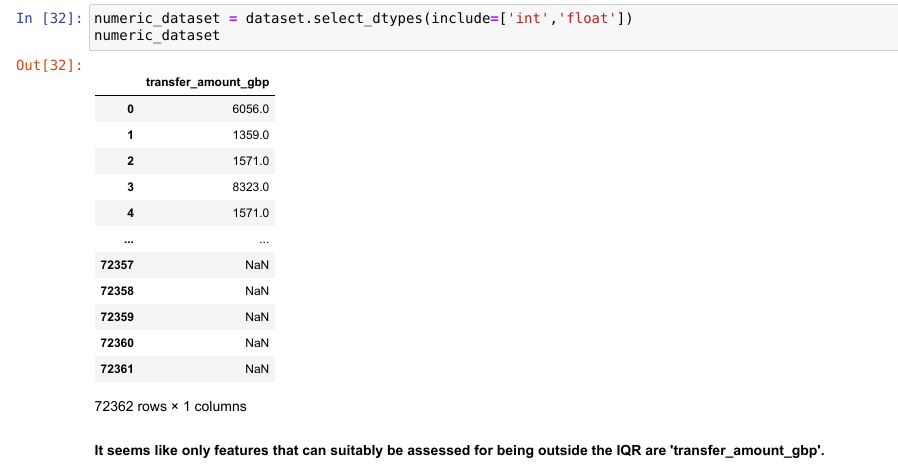 In [32]: numeric_dataset = dataset.select_dtypes(include=['int','float'])
numeric_dataset
Out[32]:
transfer_amount_gbp
0 6056.0
1 1359.0
2 1571.0
3 8323.0
4 1571.0
... ...
72357 NaN
72358 NaN
72359 NaN
72360 NaN
72361 NaN
72362 rows × 1 columns
It seems like only features that can suitably be assessed for being outside the IQR are 'transfer_amount_gbp'.